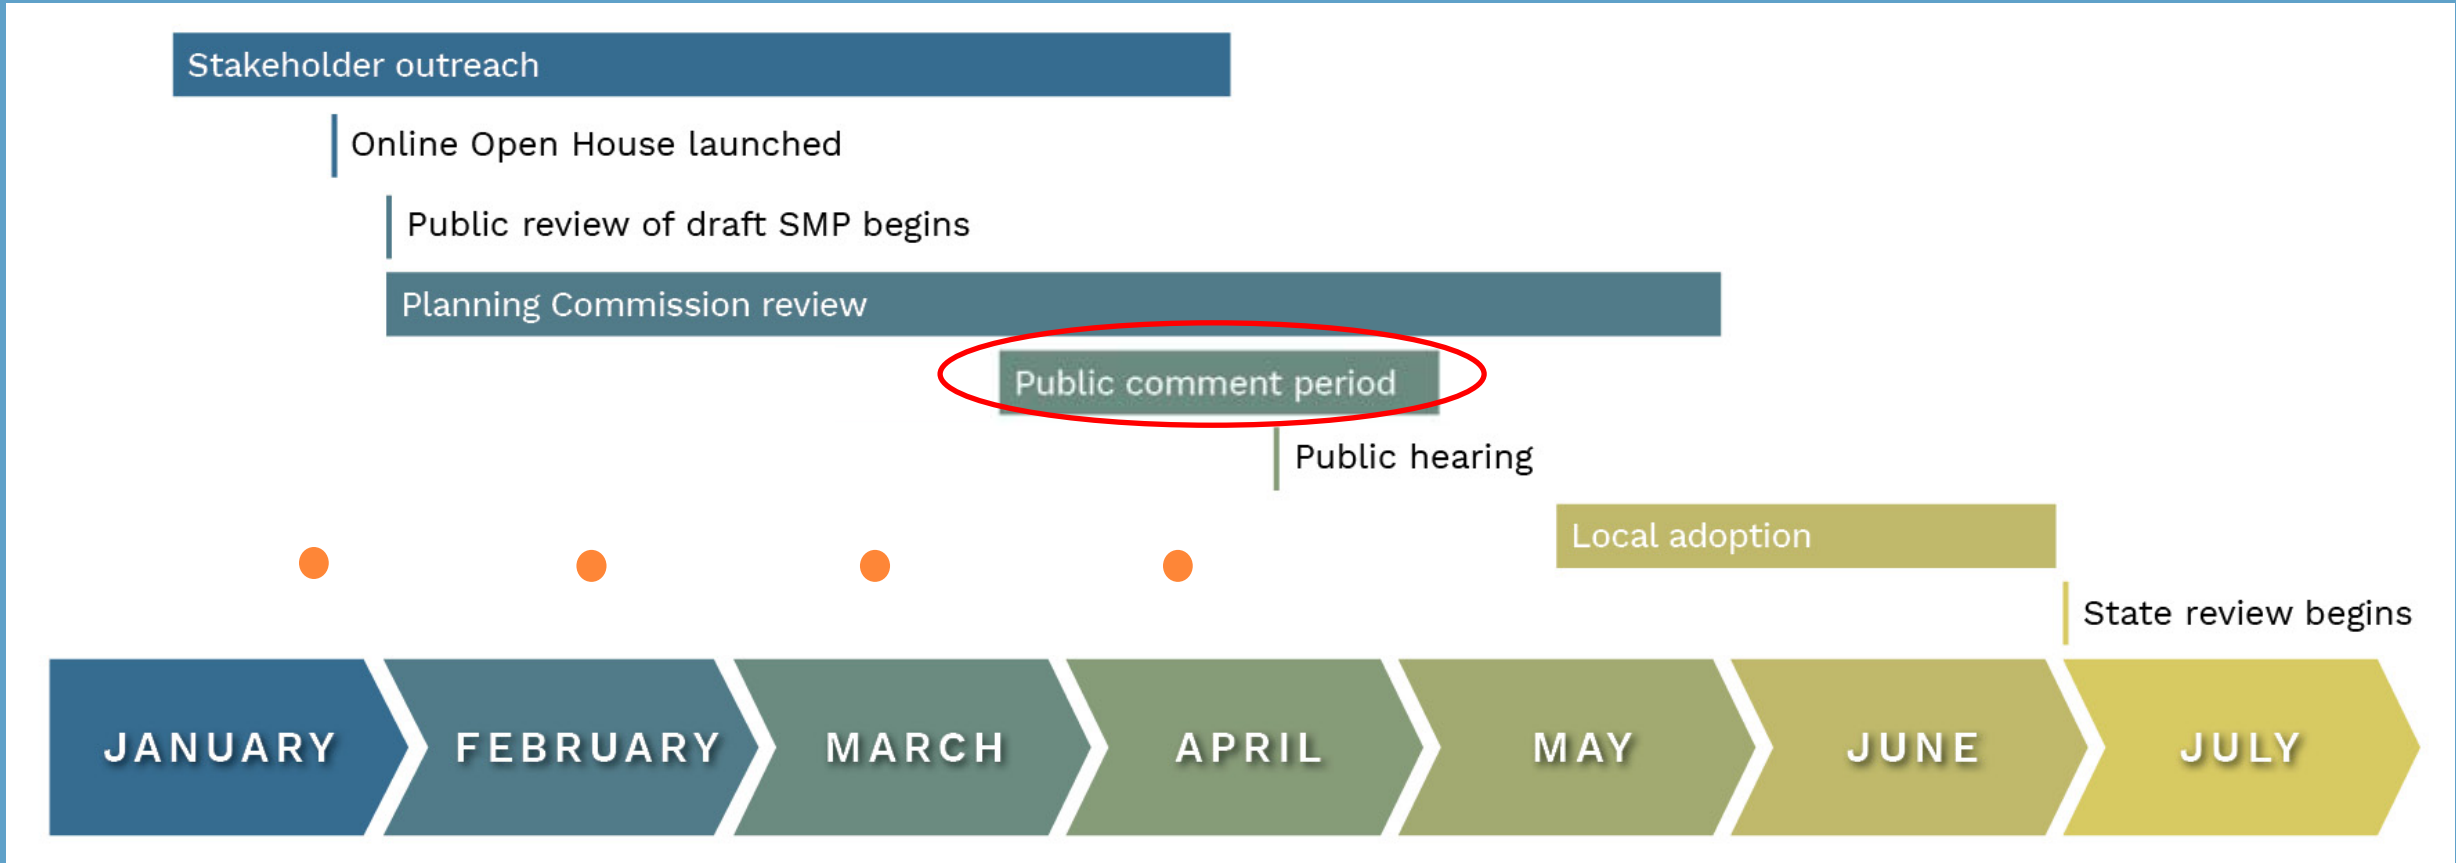 Stakeholder outreach
Online Open House launched
Public review of draft SMP begins
Planning Commission review
Public comment period
Public hearing
Local adoption
State review begins
JANUARY
FEBRUARY
MARCH
APRIL
MAY
JUNE
JULY